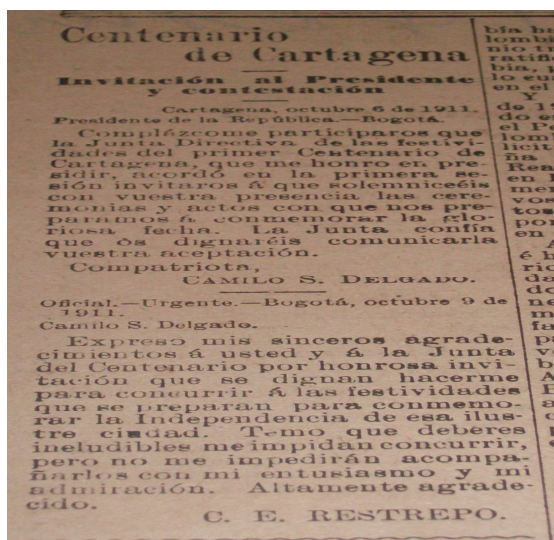 Centenario
de Cartagena
Invitación al Presidente
y contestación
Cartagena, octubre 6 de 1911.
Presidente de la República.—Bogotá.
Complázcome participaros que
la Junta Directiva de las festivi-
dades del primer Centenario de
Cartagena, que me honro en pre-
sidir, acordó en la primera se-
sión invitaros á que solemnicéis
con vuestra presencia las cere-
monias y actos con que nos pre-
paramos á conmemorar la glo-
riosa fecha. La Junta confía
que os dignaréis comunicarla
vuestra aceptación.
Compatriota,
CAMILO S. DELGADO.
Oficial.—Urgente.—Bogotá, octubre 9 de
1911.
Camilo S. Delgado.
Expreso mis sinceros agrade-
cimientos á usted y á la Junta
del Centenario por honrosa invi-
tación que se dignan hacerme
para concurrir á las festividades
que se preparan para conmemo
rar la Independencia de esa ilus-
tre ciudad. Temo que deberes
ineludibles me impidan concurrir,
pero no me impedirán acompa-
ñarlos con mi entusiasmo y mi
admiración. Altamente agrade-
cido.
C. E. RESTREPO.